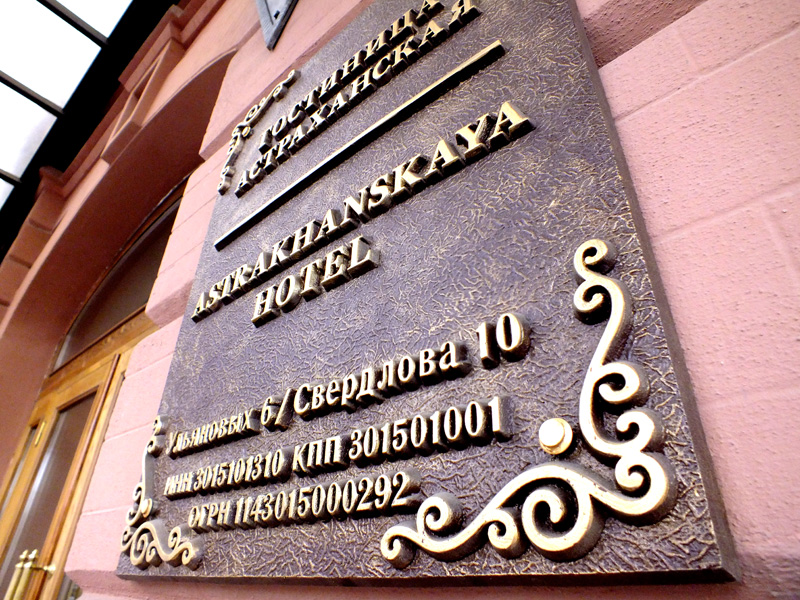 ГОСТИНИЦА
АСТРАХАНСКАЯ
ASTRAKHANSKAYA
HOTEL
Ульяновых 6/Свердлова 10
ИНН 3015101310 КПП 301501001
ОГРН 1143015000292